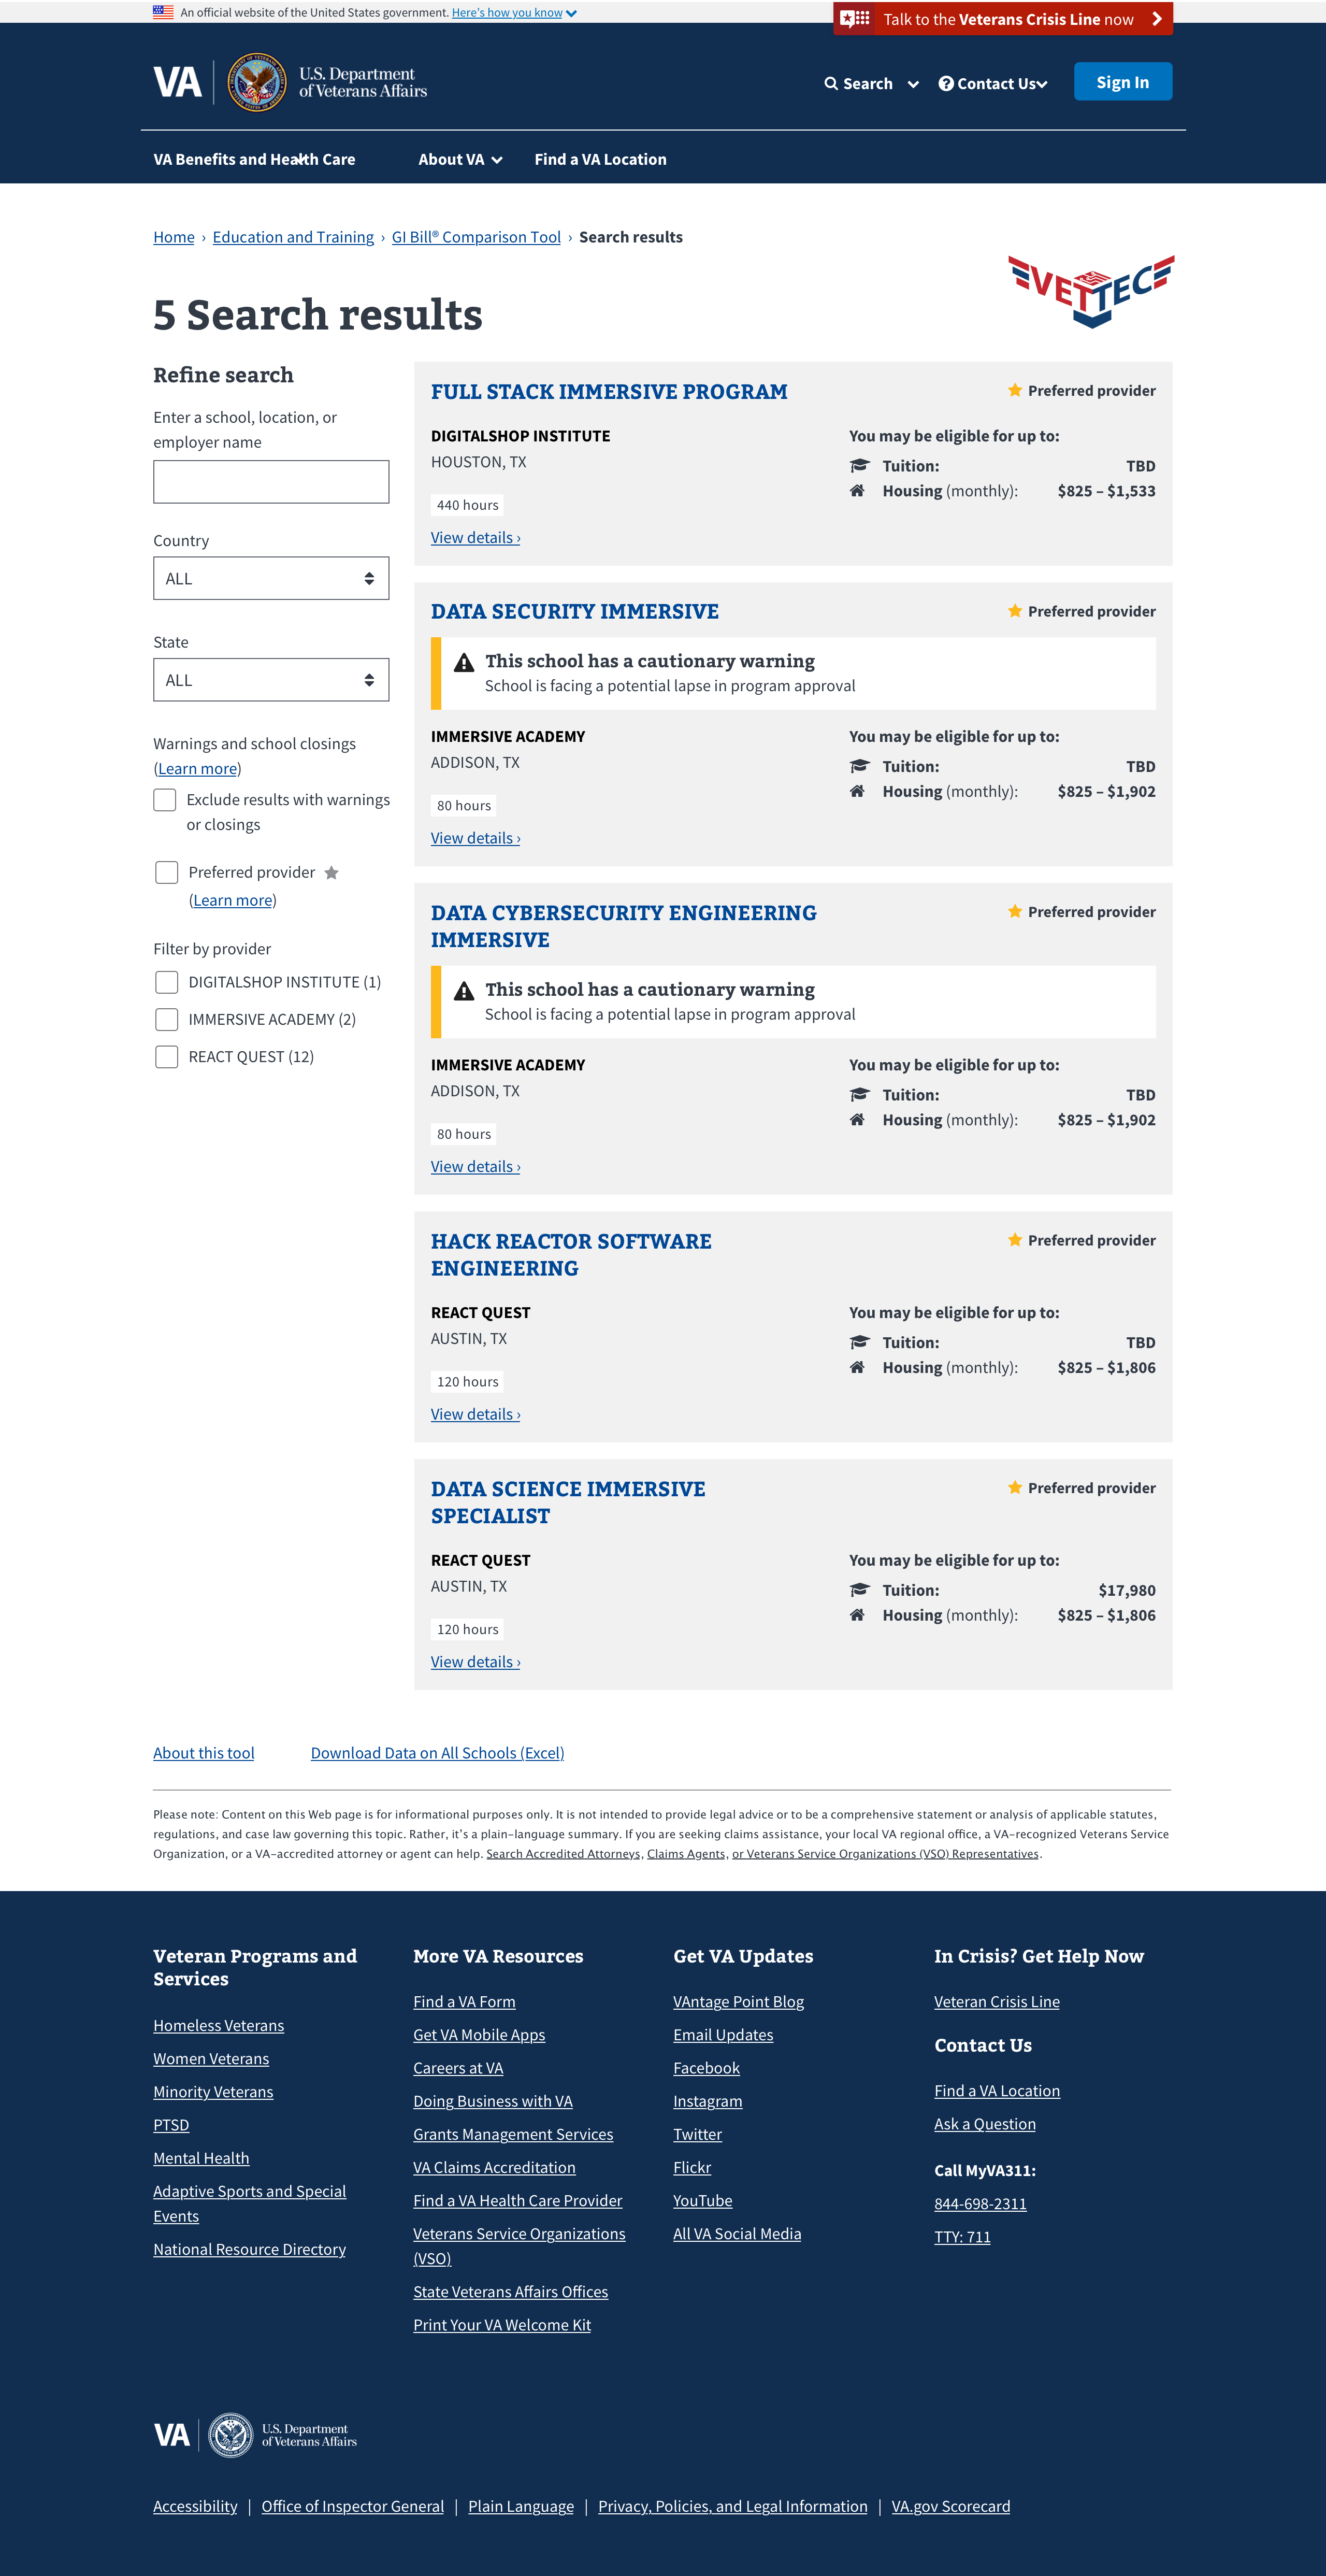 An official website of the United States government. Here's how you know
Talk to the Veterans Crisis Line now
VA
U.S. Department
of Veterans Affairs
Search
Contact Us
Sign In
VA Benefits and Health Care
About VA
Find a VA Location
Home › Education and Training › GI Bill® Comparison Tool › Search results
VET TEC
5 Search results
Refine search
Enter a school, location, or
employer name
Country
ALL
State
ALL
Warnings and school closings
(Learn more)
Exclude results with warnings
or closings
Preferred provider
(Learn more)
Filter by provider
DIGITALSHOP INSTITUTE (1)
IMMERSIVE ACADEMY (2)
REACT QUEST (12)
FULL STACK IMMERSIVE PROGRAM
Preferred provider
DIGITALSHOP INSTITUTE
HOUSTON, TX
440 hours
View details ›
You may be eligible for up to:
Tuition: TBD
Housing (monthly): $825 – $1,533
DATA SECURITY IMMERSIVE
Preferred provider
This school has a cautionary warning
School is facing a potential lapse in program approval
IMMERSIVE ACADEMY
ADDISON, TX
80 hours
View details ›
You may be eligible for up to:
Tuition: TBD
Housing (monthly): $825 – $1,902
DATA CYBERSECURITY ENGINEERING
IMMERSIVE
Preferred provider
This school has a cautionary warning
School is facing a potential lapse in program approval
IMMERSIVE ACADEMY
ADDISON, TX
80 hours
View details ›
You may be eligible for up to:
Tuition: TBD
Housing (monthly): $825 – $1,902
HACK REACTOR SOFTWARE
ENGINEERING
Preferred provider
REACT QUEST
AUSTIN, TX
120 hours
View details ›
You may be eligible for up to:
Tuition: TBD
Housing (monthly): $825 – $1,806
DATA SCIENCE IMMERSIVE
SPECIALIST
Preferred provider
REACT QUEST
AUSTIN, TX
120 hours
View details ›
You may be eligible for up to:
Tuition: $17,980
Housing (monthly): $825 – $1,806
About this tool
Download Data on All Schools (Excel)
Please note: Content on this Web page is for informational purposes only. It is not intended to provide legal advice or to be a comprehensive statement or analysis of applicable statutes,
regulations, and case law governing this topic. Rather, it's a plain-language summary. If you are seeking claims assistance, your local VA regional office, a VA-recognized Veterans Service
Organization, or a VA-accredited attorney or agent can help. Search Accredited Attorneys, Claims Agents, or Veterans Service Organizations (VSO) Representatives.
Veteran Programs and
Services
Homeless Veterans
Women Veterans
Minority Veterans
PTSD
Mental Health
Adaptive Sports and Special
Events
National Resource Directory
More VA Resources
Find a VA Form
Get VA Mobile Apps
Careers at VA
Doing Business with VA
Grants Management Services
VA Claims Accreditation
Find a VA Health Care Provider
Veterans Service Organizations
(VSO)
State Veterans Affairs Offices
Print Your VA Welcome Kit
Get VA Updates
VAntage Point Blog
Email Updates
Facebook
Instagram
Twitter
Flickr
YouTube
All VA Social Media
In Crisis? Get Help Now
Veteran Crisis Line
Contact Us
Find a VA Location
Ask a Question
Call MyVA311:
844-698-2311
TTY: 711
VA
U.S. Department
of Veterans Affairs
Accessibility | Office of Inspector General | Plain Language | Privacy, Policies, and Legal Information | VA.gov Scorecard